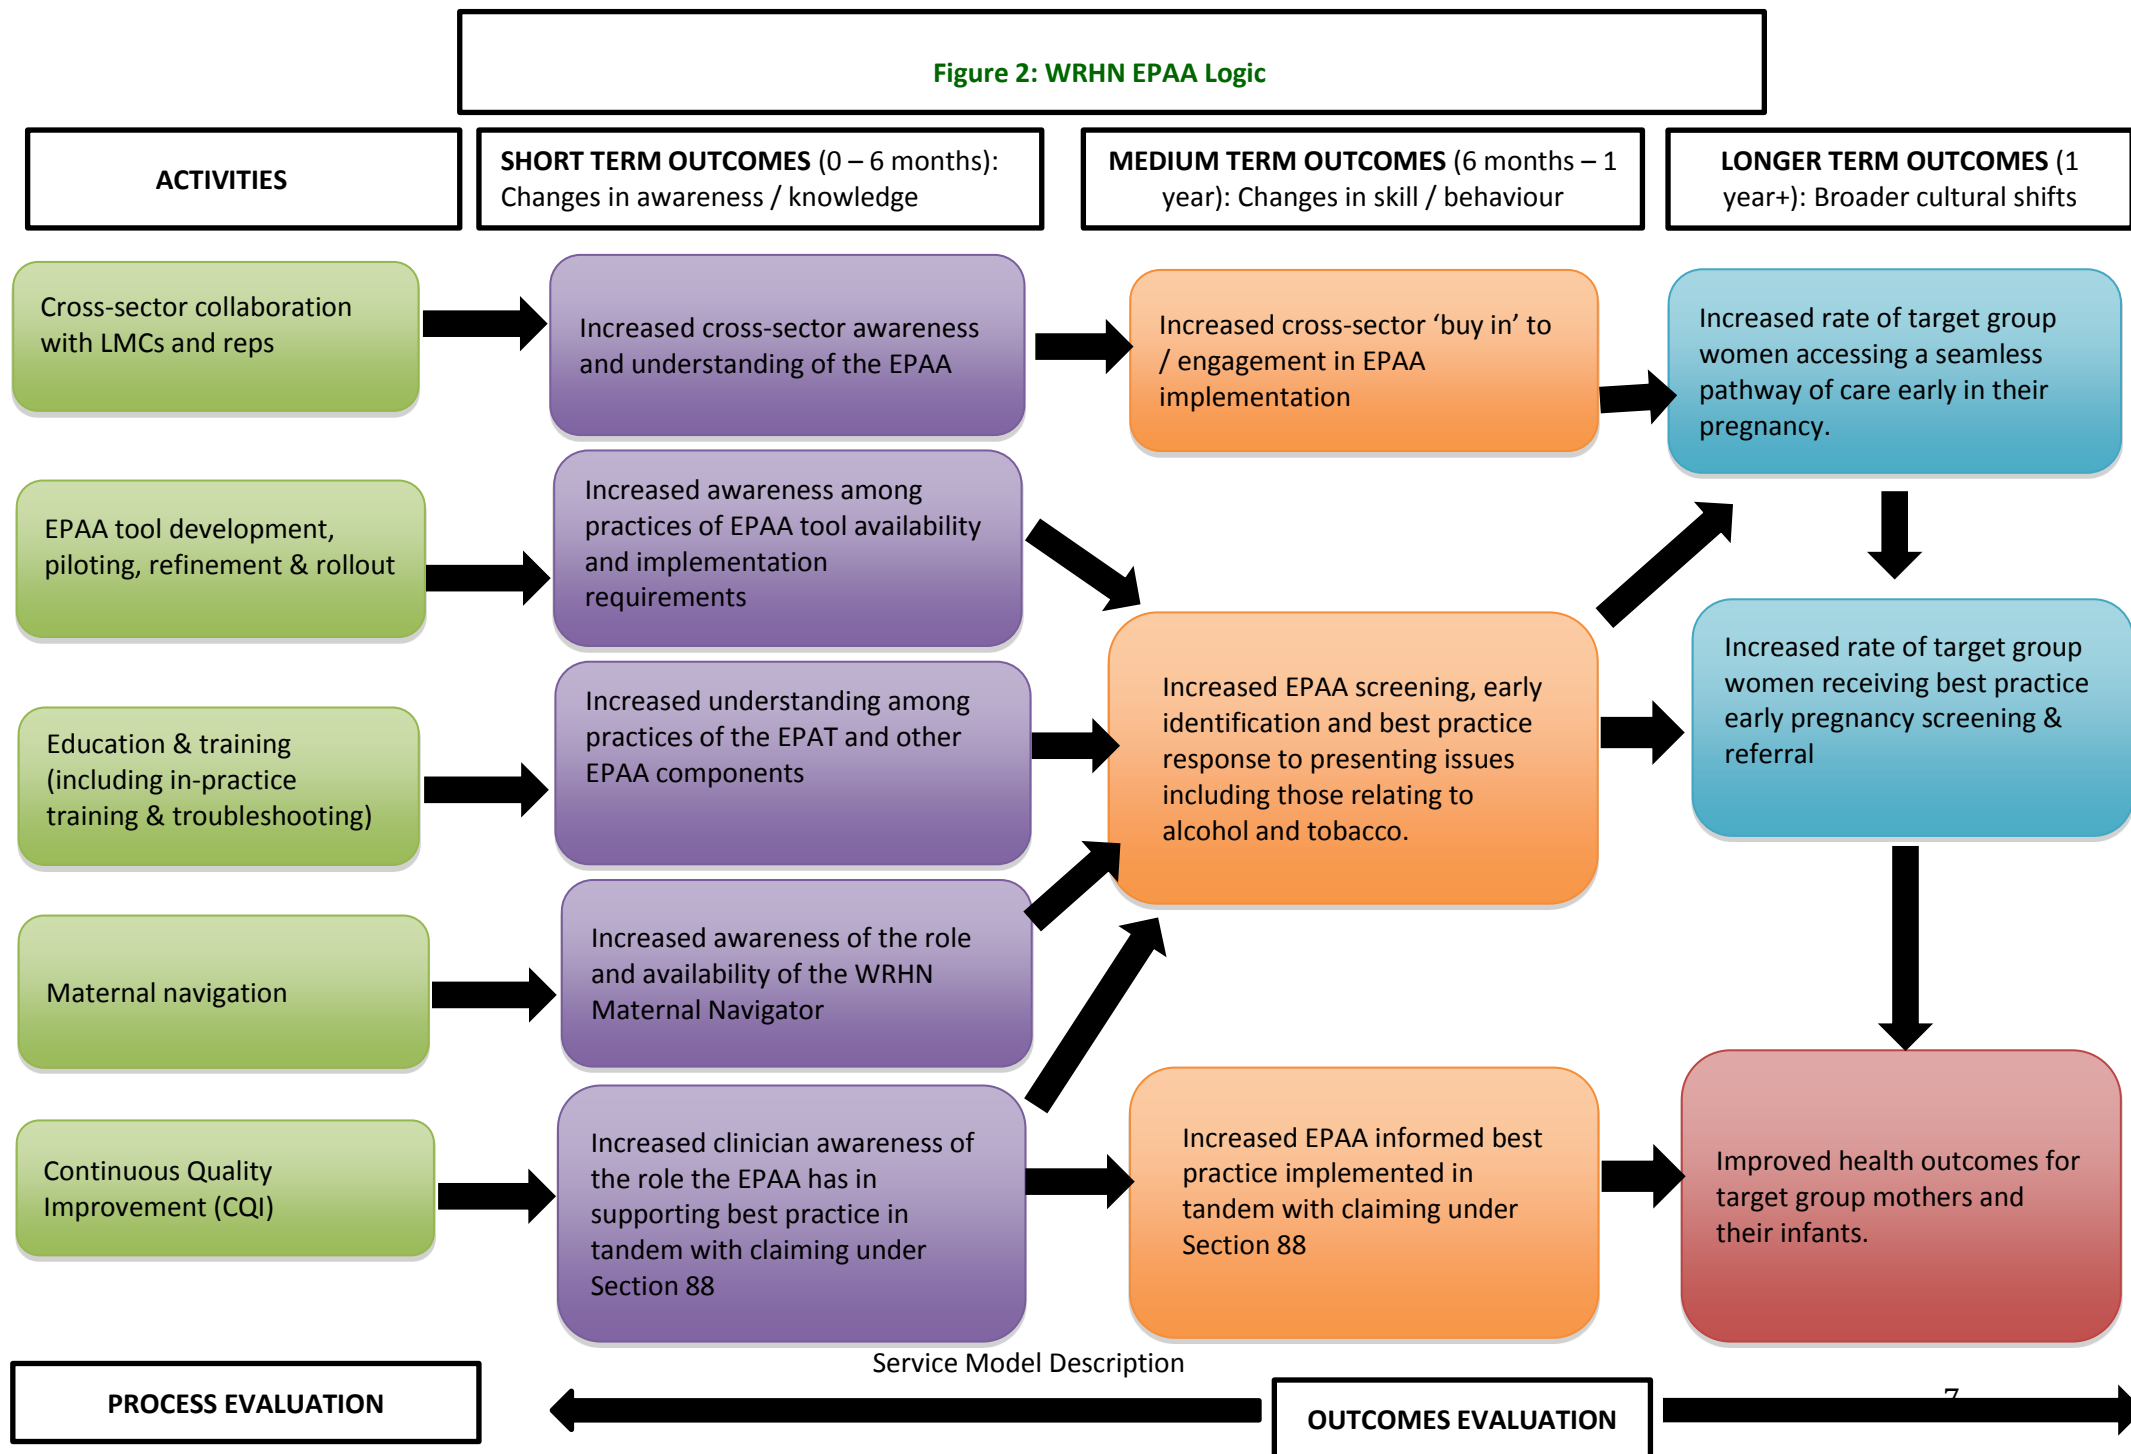 Figure 2: WRHN EPAA Logic
ACTIVITIES
SHORT TERM OUTCOMES (0 – 6 months):
Changes in awareness / knowledge
MEDIUM TERM OUTCOMES (6 months – 1
year): Changes in skill / behaviour
LONGER TERM OUTCOMES (1
year+): Broader cultural shifts
Cross-sector collaboration
with LMCs and reps
Increased cross-sector awareness
and understanding of the EPAA
Increased cross-sector ‘buy in’ to
/ engagement in EPAA
implementation
Increased rate of target group
women accessing a seamless
pathway of care early in their
pregnancy.
EPAA tool development,
piloting, refinement & rollout
Increased awareness among
practices of EPAA tool availability
and implementation
requirements
Education & training
(including in-practice
training & troubleshooting)
Increased understanding among
practices of the EPAT and other
EPAA components
Increased EPAA screening, early
identification and best practice
response to presenting issues
including those relating to
alcohol and tobacco.
Increased rate of target group
women receiving best practice
early pregnancy screening &
referral
Maternal navigation
Increased awareness of the role
and availability of the WRHN
Maternal Navigator
Continuous Quality
Improvement (CQI)
Increased clinician awareness of
the role the EPAA has in
supporting best practice in
tandem with claiming under
Section 88
Increased EPAA informed best
practice implemented in
tandem with claiming under
Section 88
Improved health outcomes for
target group mothers and
their infants.
Service Model Description
PROCESS EVALUATION
OUTCOMES EVALUATION
7